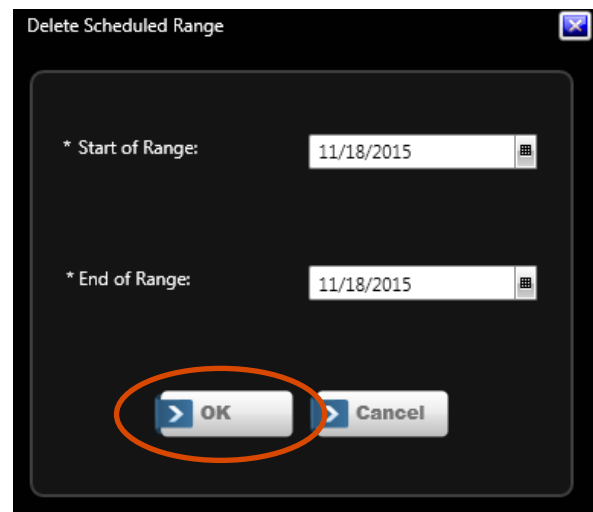 Delete Scheduled Range
* Start of Range: 11/18/2015
* End of Range: 11/18/2015
OK Cancel